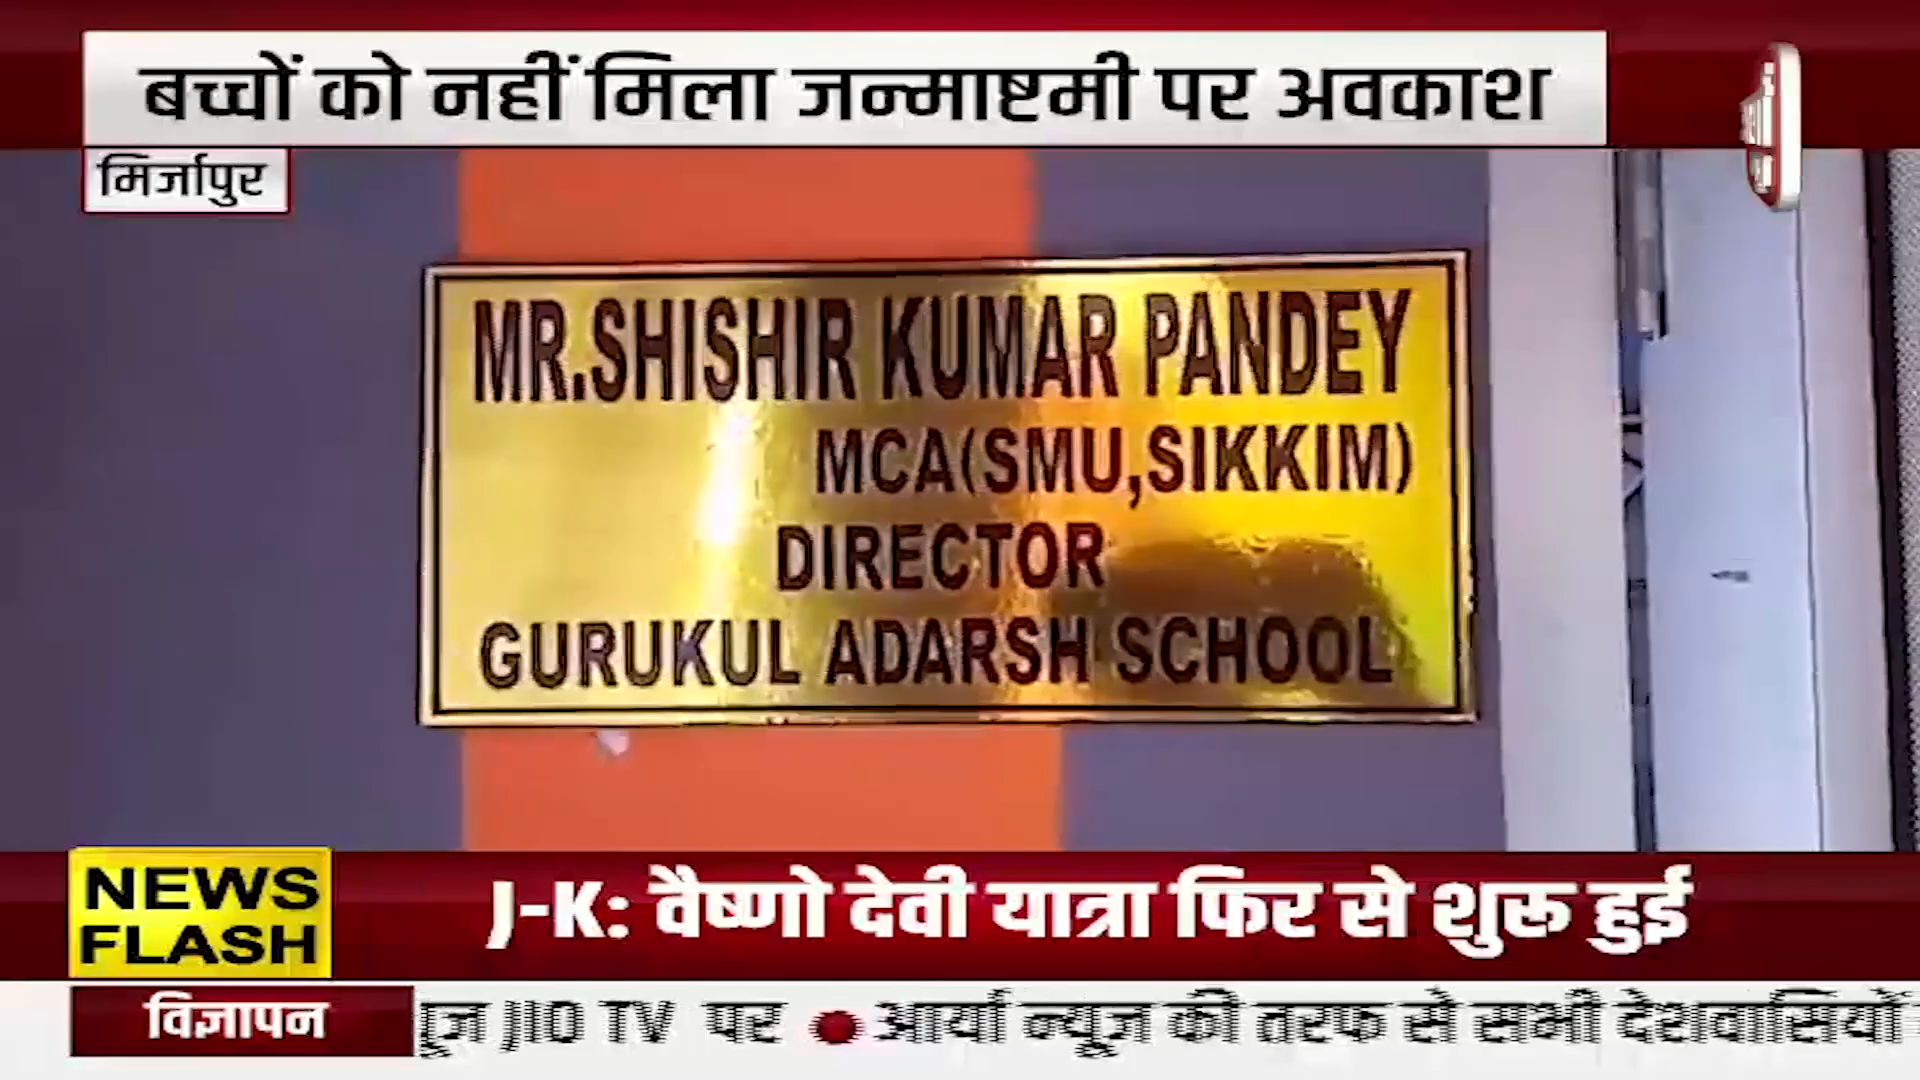 बच्चों को नहीं मिला जन्माष्टमी पर अवकाश
मिर्जापुर
MR.SHISHIR KUMAR PANDEY
MCA(SMU,SIKKIM)
DIRECTOR
GURUKUL ADARSH SCHOOL
NEWS
FLASH
J-K: वैष्णो देवी यात्रा फिर से शुरू हुई
विज्ञापन
JIO TV पर ● आर्या न्यूज की तरफ से सभी देशवासियों